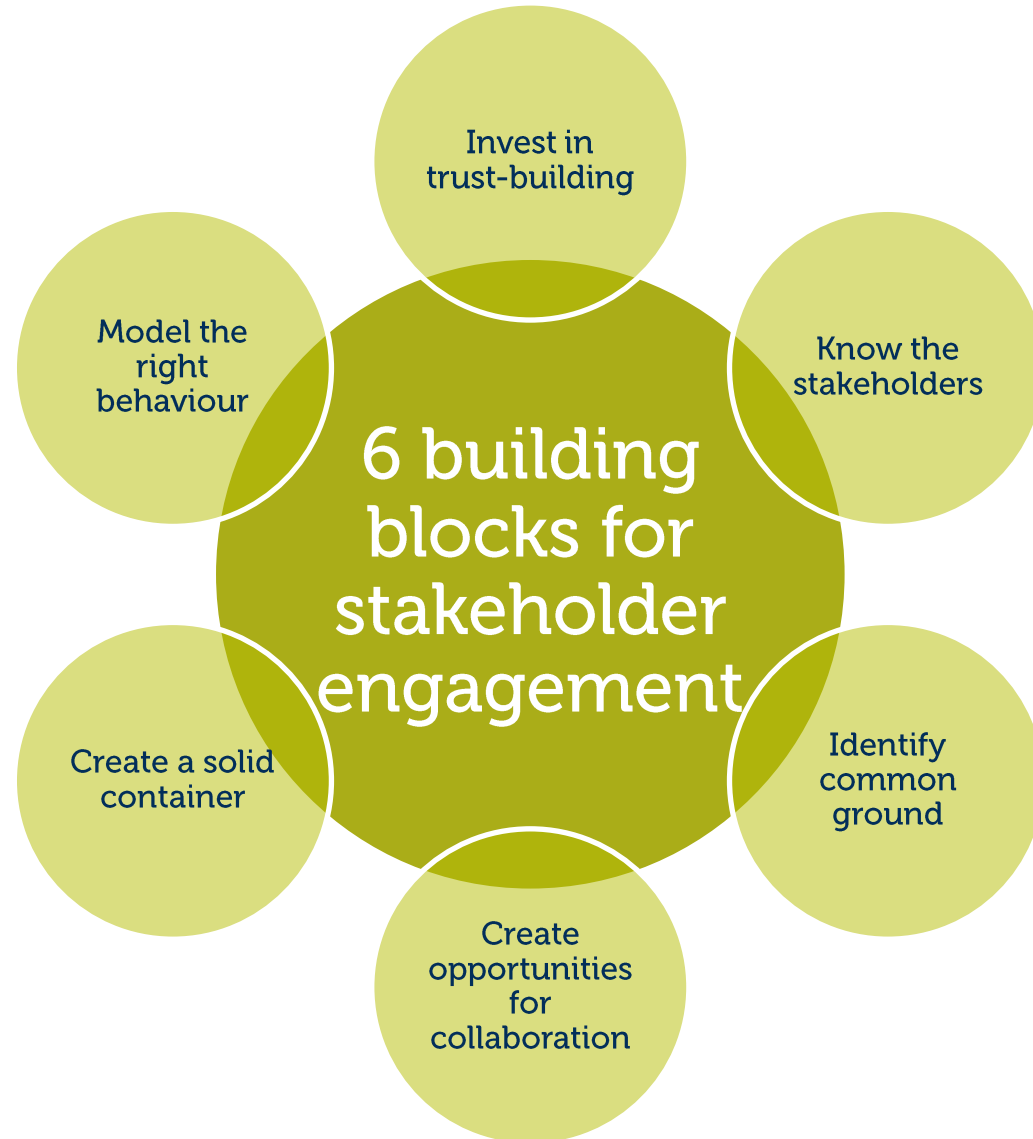 Invest in
trust-building
Know the
stakeholders
Identify
common
ground
Create
opportunities
for
collaboration
Create a solid
container
Model the
right
behaviour
6 building
blocks for
stakeholder
engagement